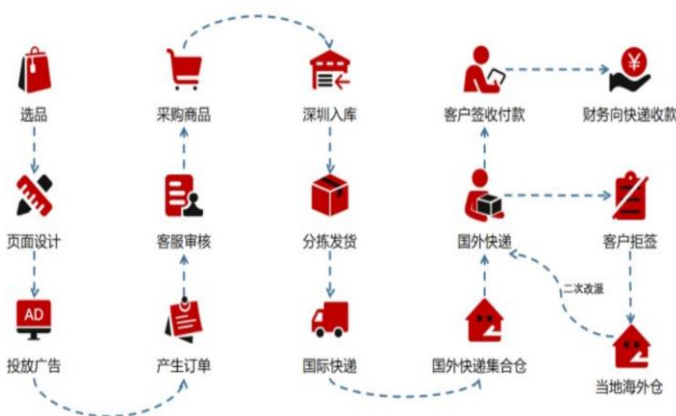 选品
采购商品
深圳入库
客户签收付款
¥
财务向快递收款
页面设计
客服审核
分拣发货
国外快递
客户拒签
二次改派
AD
投放广告
产生订单
国际快递
国外快递集合仓
当地海外仓